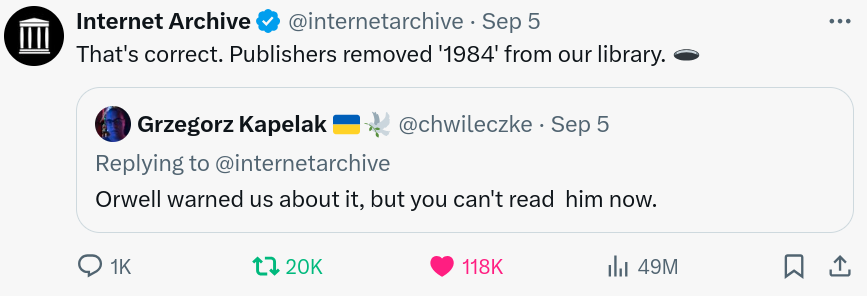 Internet Archive @internetarchive · Sep 5
That's correct. Publishers removed '1984' from our library. 🕳️
Grzegorz Kapelak 🇺🇦🕊️ @chwileczke · Sep 5
Replying to @internetarchive
Orwell warned us about it, but you can't read  him now.
1K 20K 118K 49M